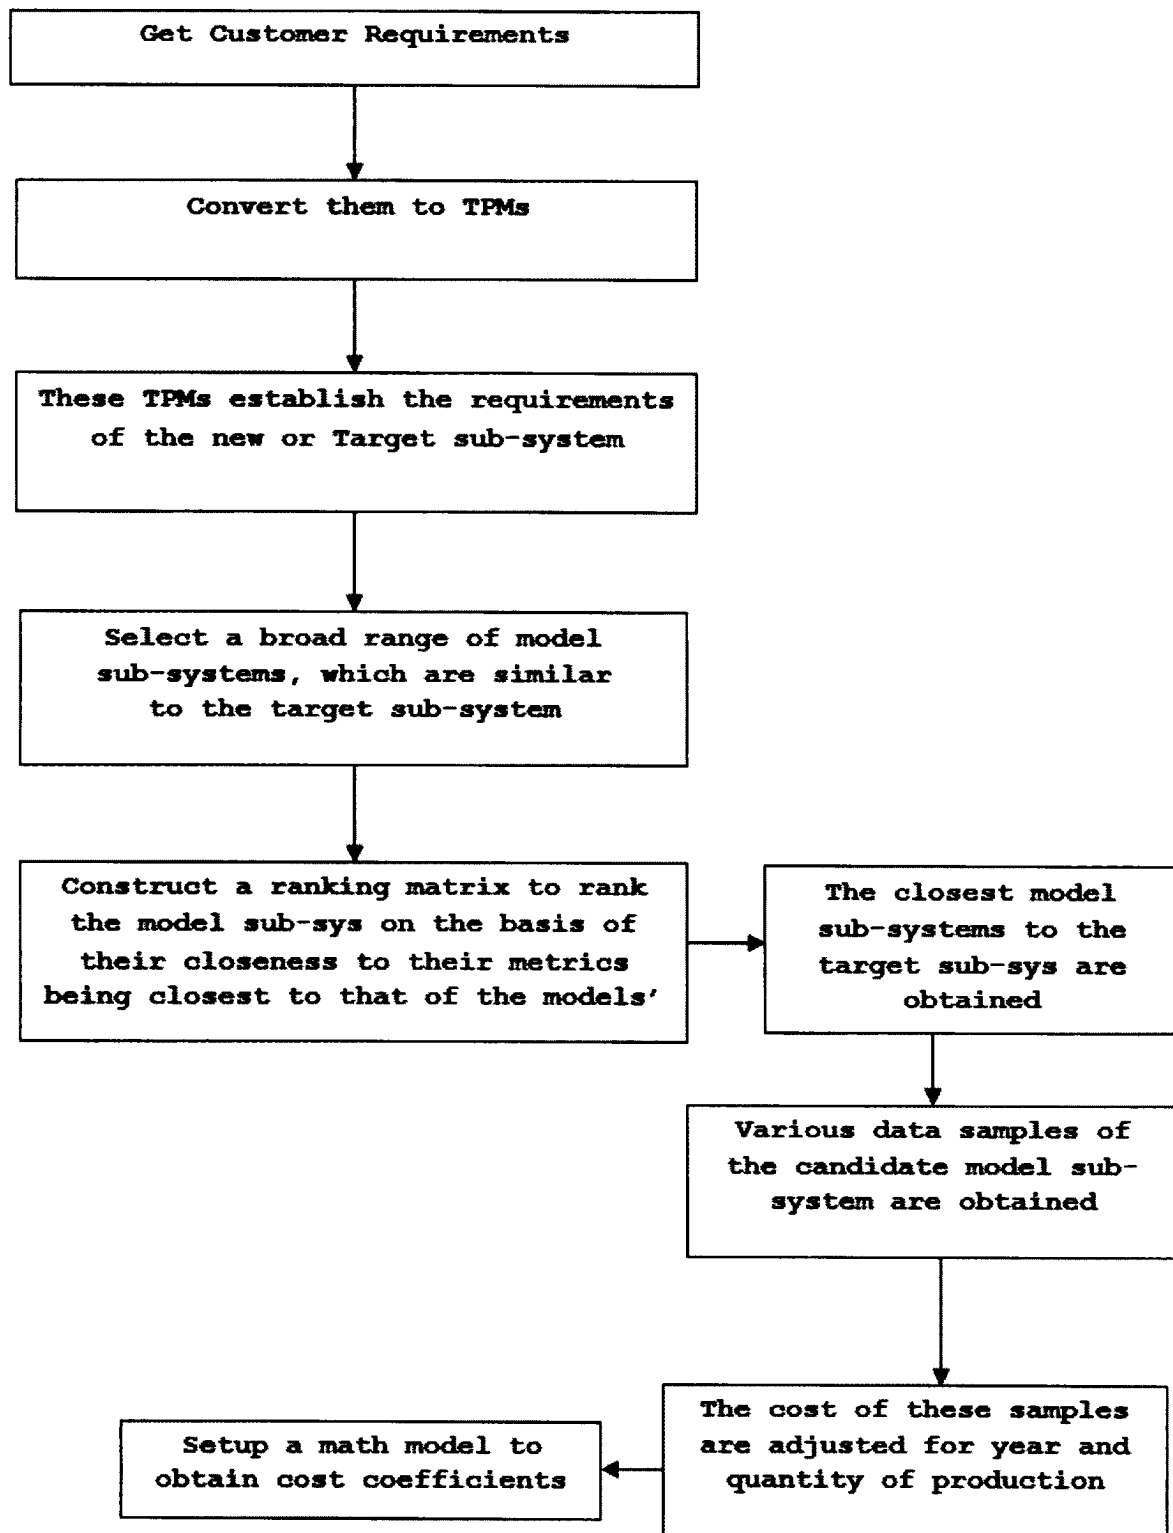 Get Customer Requirements
Convert them to TPMs
These TPMs establish the requirements
of the new or Target sub-system
Select a broad range of model
sub-systems, which are similar
to the target sub-system
Construct a ranking matrix to rank
the model sub-sys on the basis of
their closeness to their metrics
being closest to that of the models’
The closest model
sub-systems to the
target sub-sys are
obtained
Various data samples of
the candidate model sub-
system are obtained
The cost of these samples
are adjusted for year and
quantity of production
Setup a math model to
obtain cost coefficients